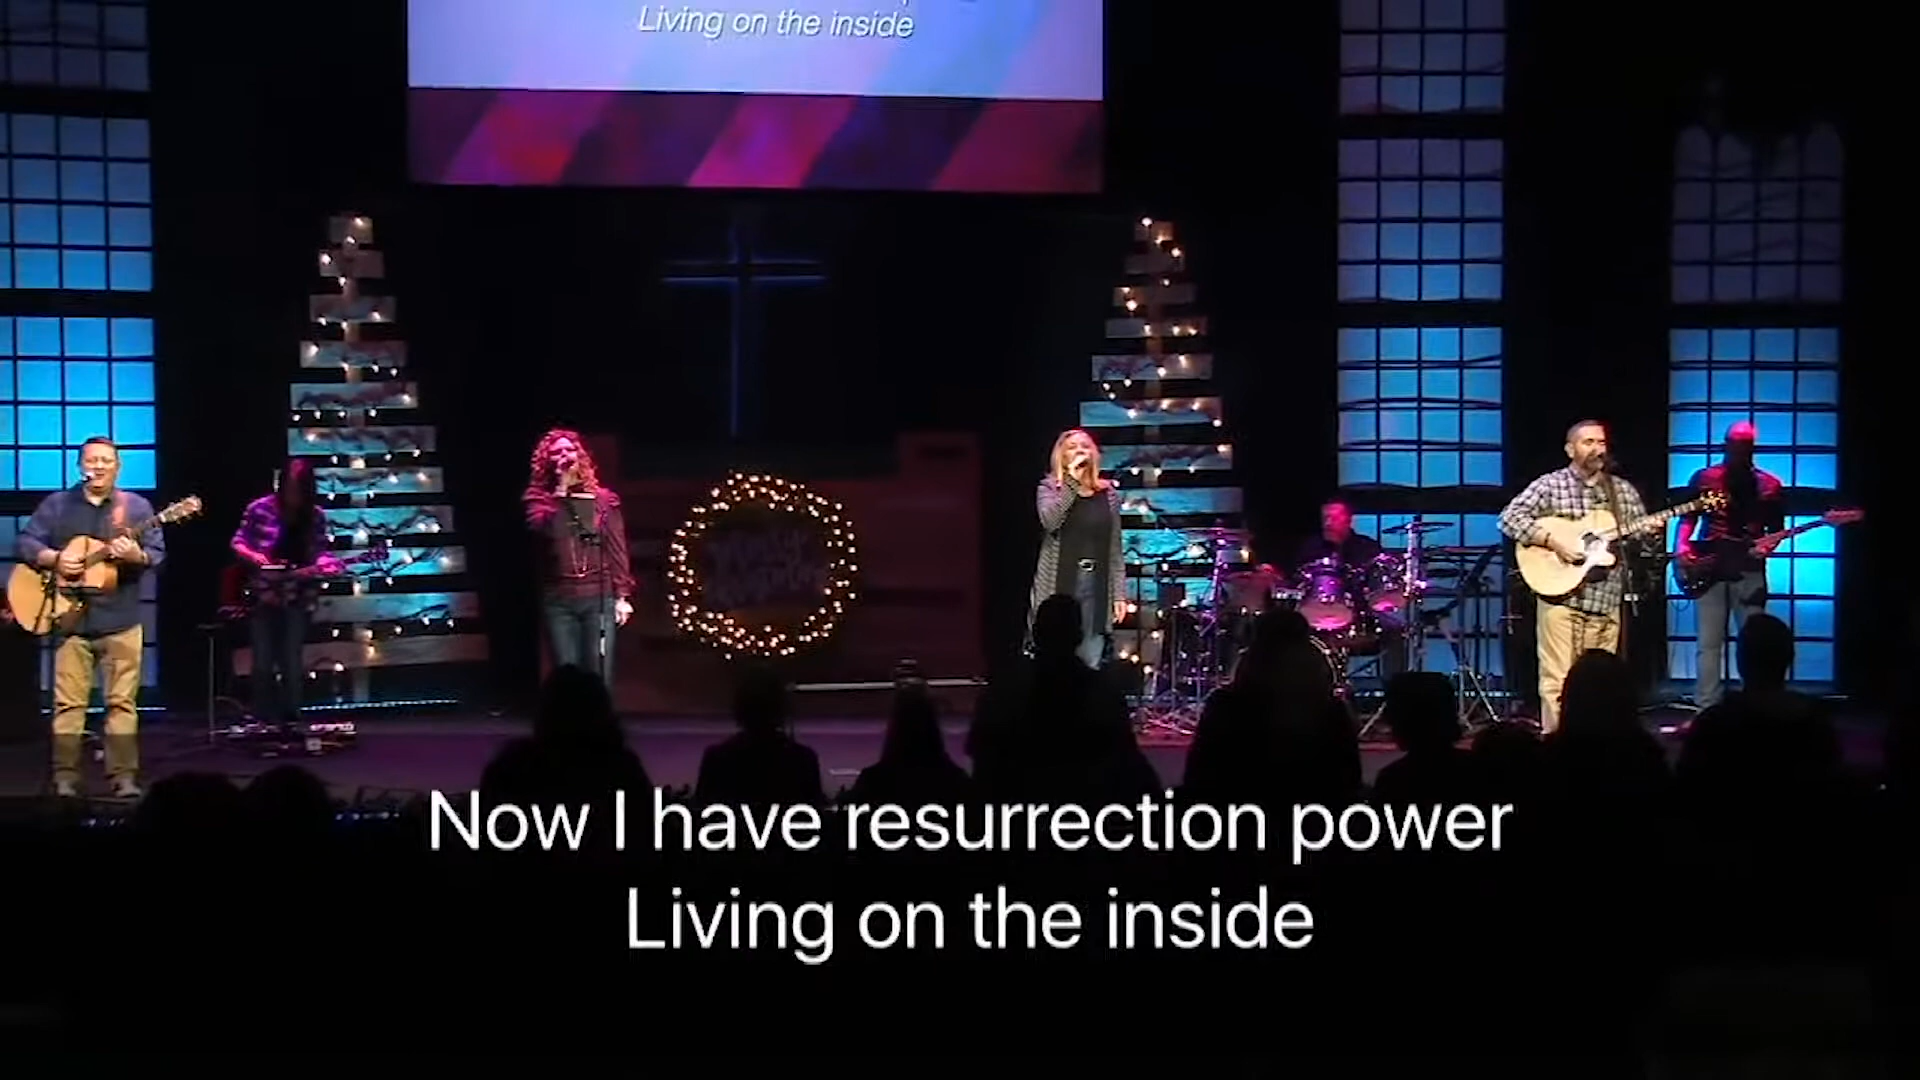 Living on the inside
Now I have resurrection power
Living on the inside